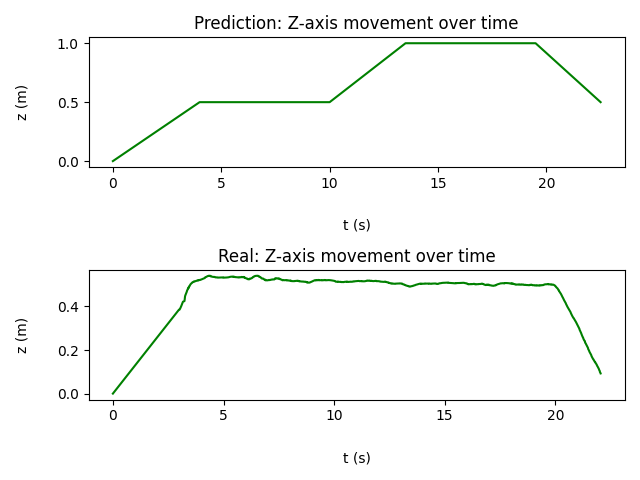 Prediction: Z-axis movement over time
1.0
0.5
0.0
z (m)
0 5 10 15 20
t (s)
Real: Z-axis movement over time
0.4
0.2
0.0
z (m)
0 5 10 15 20
t (s)